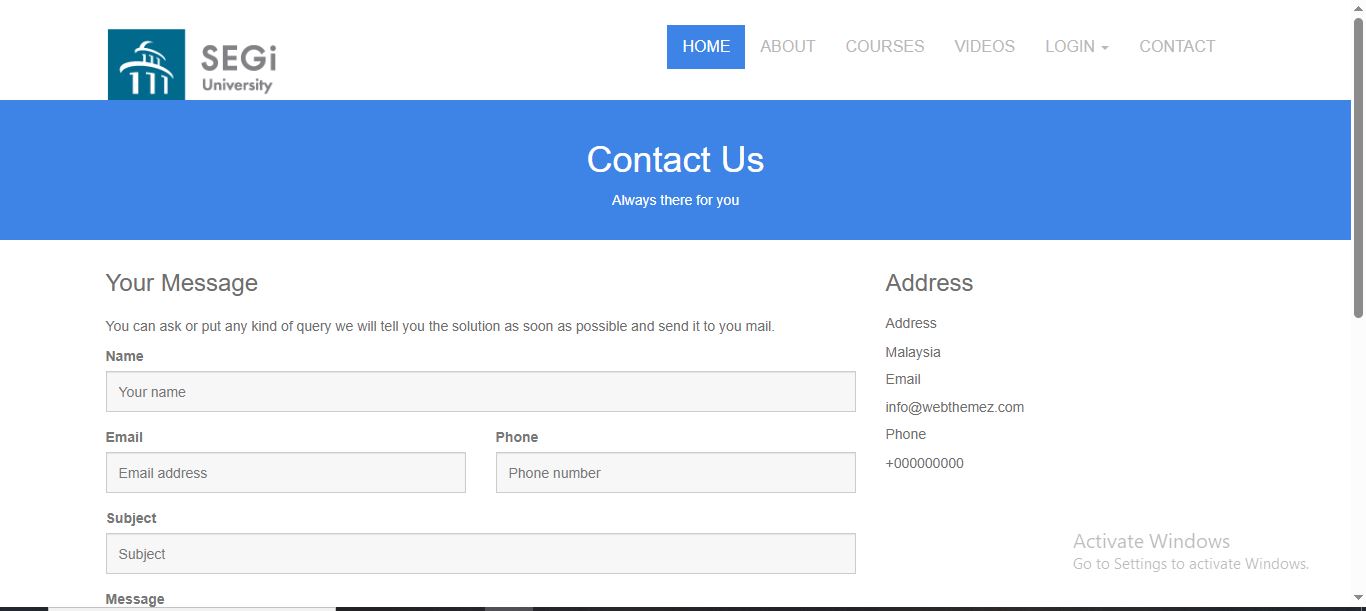 SEGi
University
HOME ABOUT COURSES VIDEOS LOGIN CONTACT
Contact Us
Always there for you
Your Message
You can ask or put any kind of query we will tell you the solution as soon as possible and send it to you mail.
Name
Your name
Email Phone
Email address Phone number
Subject
Subject
Message
Address
Address
Malaysia
Email
info@webthemez.com
Phone
+000000000
Activate Windows
Go to Settings to activate Windows.